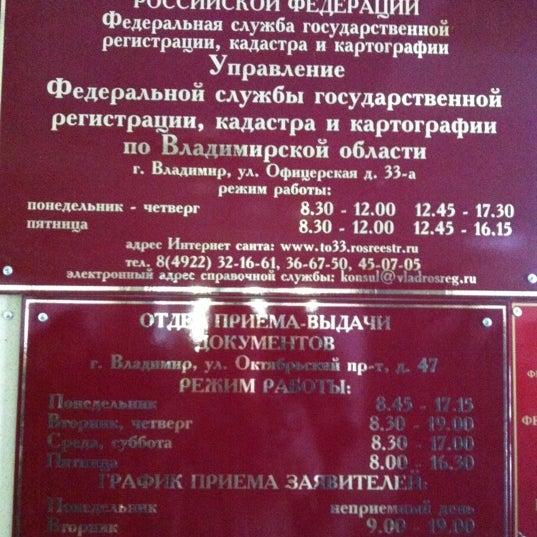 РОССИЙСКОЙ ФЕДЕРАЦИИ
Федеральная служба государственной
регистрации, кадастра и картографии
Управление
Федеральной службы государственной
регистрации, кадастра и картографии
по Владимирской области
г. Владимир, ул. Офицерская д. 33-а
режим работы:
понедельник - четверг 8.30 - 12.00 12.45 - 17.30
пятница 8.30 - 12.00 12.45 - 16.15
адрес Интернет сайта: www.to33.rosreestr.ru
тел. 8(4922) 32-16-61, 36-67-50, 45-07-05
электронный адрес справочной службы: konsul@vladrosreg.ru
ОТДЕЛ ПРИЕМА-ВЫДАЧИ
ДОКУМЕНТОВ
г. Владимир, ул. Октябрьский пр-т, д. 47
РЕЖИМ РАБОТЫ:
Понедельник 8.45 - 17.15
Вторник, четверг 8.30 - 19.00
Среда, суббота 8.30 - 17.00
Пятница 8.00 - 16.30
ГРАФИК ПРИЕМА ЗАЯВИТЕЛЕЙ:
Понедельник неприемный день
Вторник 9.00 - 19.00